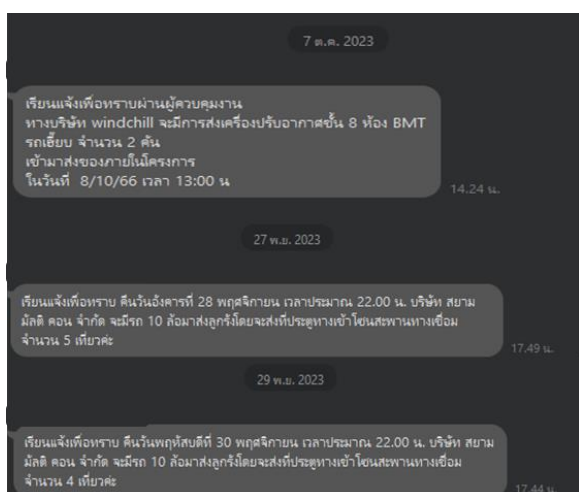 7 ต.ค. 2023
เรียนแจ้งเพื่อทราบผ่านผู้ควบคุมงาน
ทางบริษัท windchill จะมีการส่งเครื่องปรับอากาศชั้น 8 ห้อง BMT
รถเฮี๊ยบ จำนวน 2 คัน
เข้ามาส่งของภายในโครงการ
ในวันที่ 8/10/66 เวลา 13:00 น
14.24 น.
27 พ.ย. 2023
เรียนแจ้งเพื่อทราบ คืนวันอังคารที่ 28 พฤศจิกายน เวลาประมาณ 22.00 น. บริษัท สยาม
มัลติ คอน จำกัด จะมีรถ 10 ล้อมาส่งลูกรังโดยจะส่งที่ประตูทางเข้าโซนสะพานทางเชื่อม
จำนวน 5 เที่ยวค่ะ
17.49 น.
29 พ.ย. 2023
เรียนแจ้งเพื่อทราบ คืนวันพฤหัสบดีที่ 30 พฤศจิกายน เวลาประมาณ 22.00 น. บริษัท สยาม
มัลติ คอน จำกัด จะมีรถ 10 ล้อมาส่งลูกรังโดยจะส่งที่ประตูทางเข้าโซนสะพานทางเชื่อม
จำนวน 4 เที่ยวค่ะ
17.44 น.